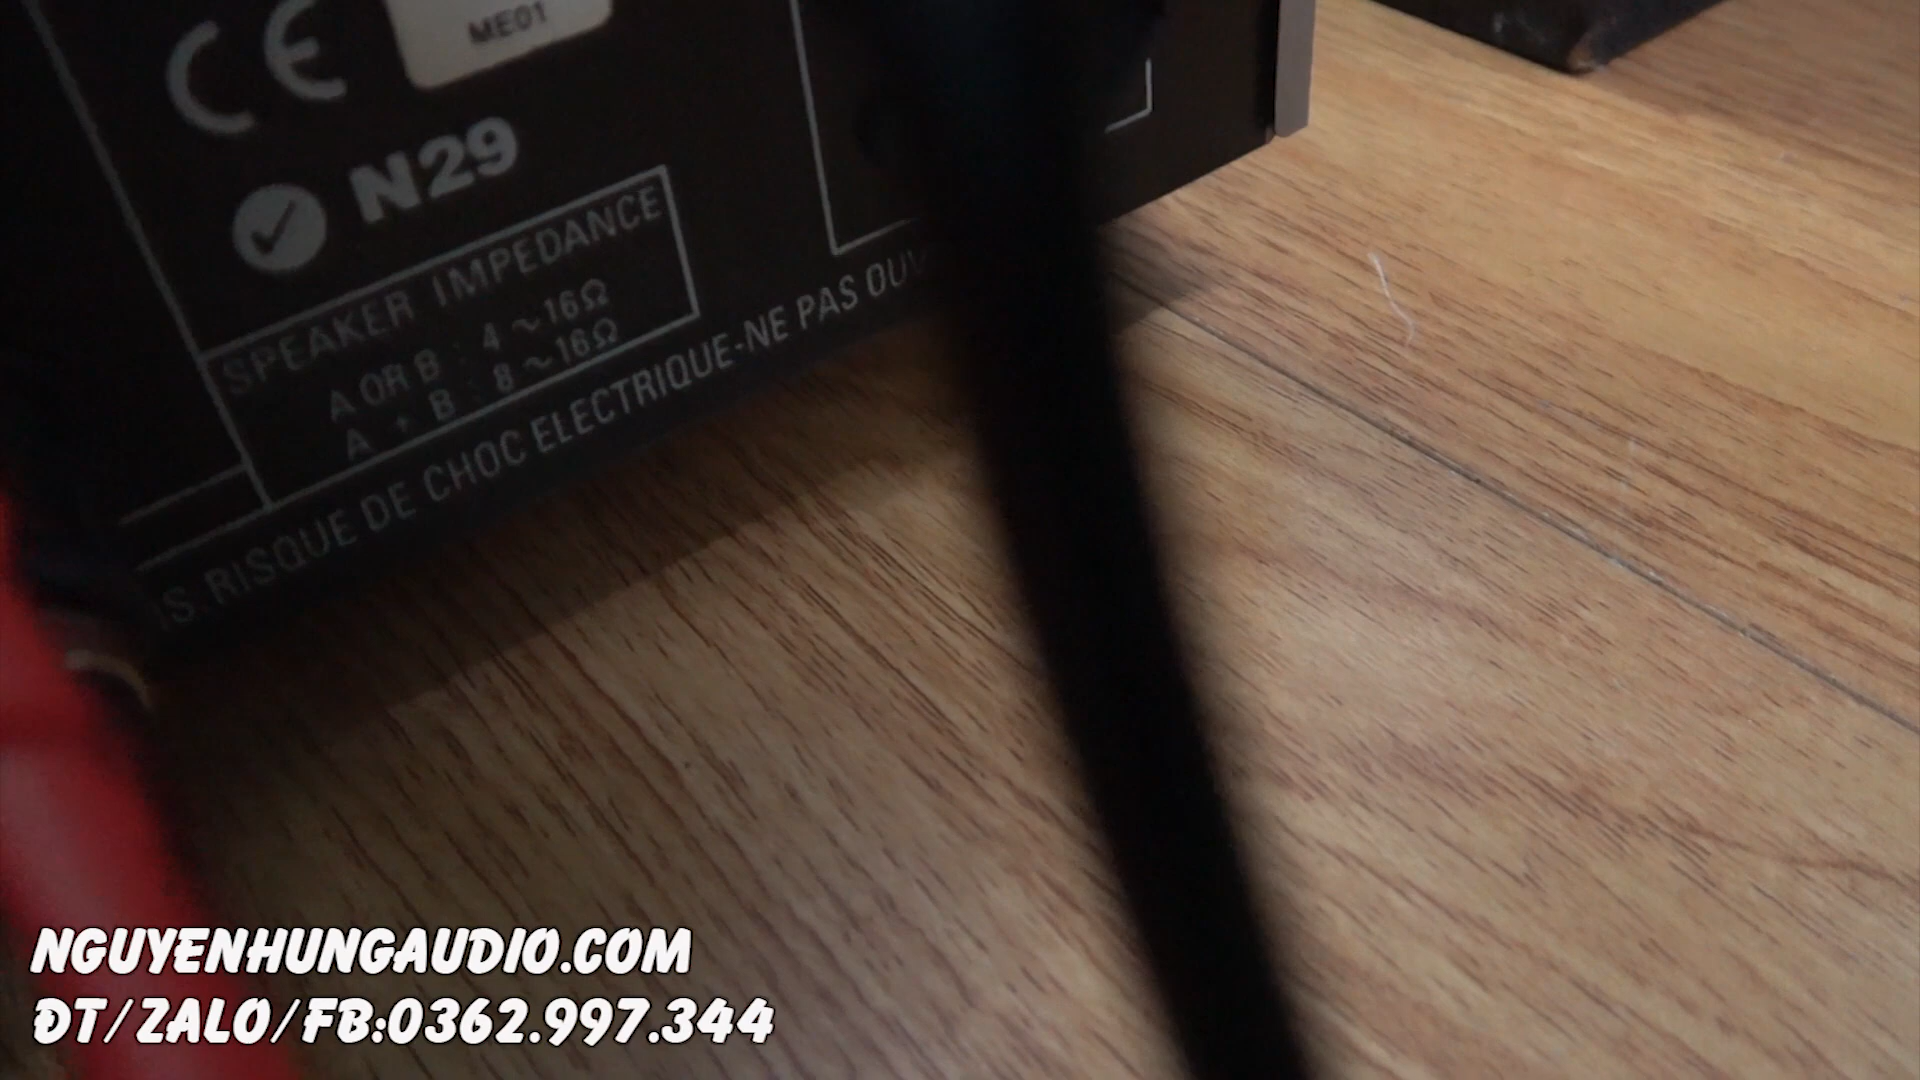 CE
ME01
N29
SPEAKER IMPEDANCE
A OR B : 4 ~16Ω
A + B : 8 ~16Ω
RISQUE DE CHOC ELECTRIQUE-NE PAS
NGUYENHUNGAUDIO.COM
ĐT/ZALO/FB:0362.997.344